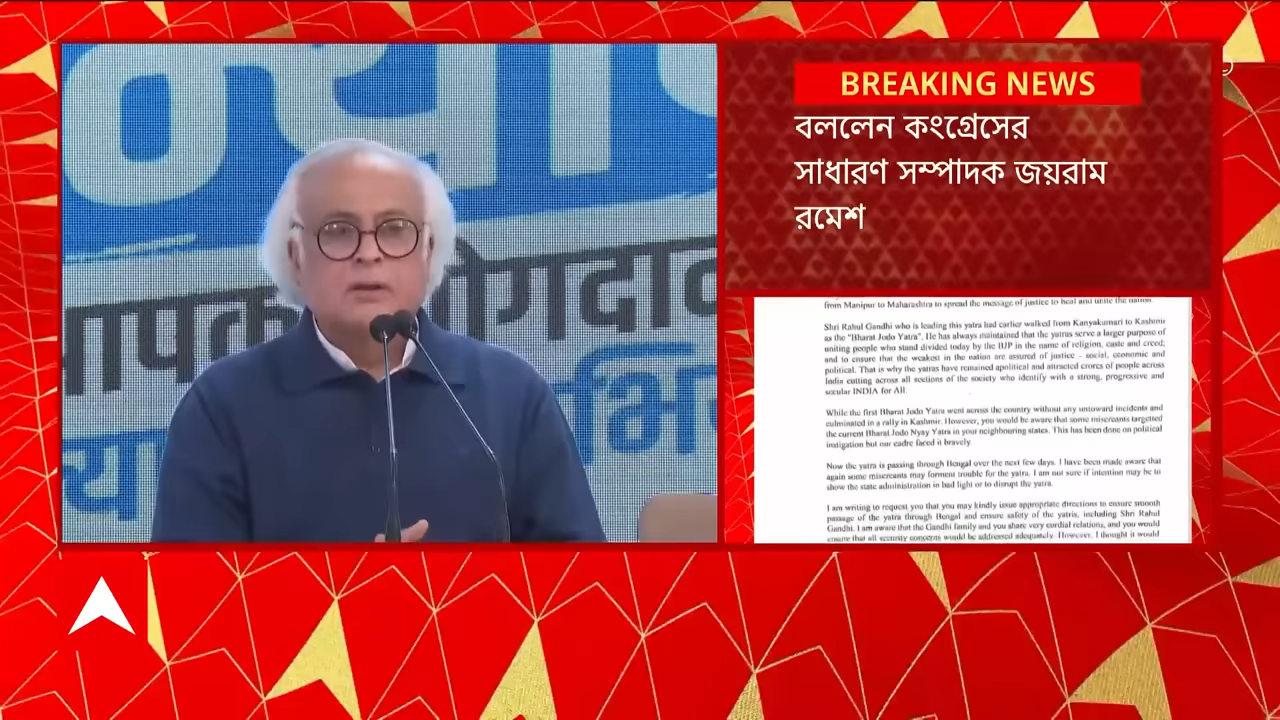 न्याय
व्यापक योगदान
न्याय
अभि
BREAKING NEWS
বললেন কংগ্রেসের
সাধারণ সম্পাদক জয়রাম
রমেশ
from Manipur to Maharashtra to spread the message of justice to heal and unite the nation.
Shri Rahul Gandhi who is leading this yatra had earlier walked from Kanyakumari to Kashmir
as the "Bharat Jodo Yatra". He has always maintained that the yatras serve a larger purpose of
uniting people who stand divided today by the BJP in the name of religion, caste and creed;
and to ensure that the weakest in the nation are assured of justice - social, economic and
political. That is why the yatras have remained apolitical and attracted crores of people across
India cutting across all sections of the society who identify with a strong, progressive and
secular INDIA for All.
While the first Bharat Jodo Yatra went across the country without any untoward incidents and
culminated in a rally in Kashmir. However, you would be aware that some miscreants targetted
the current Bharat Jodo Nyay Yatra in your neighbouring states. This has been done on political
instigation but our cadre faced it bravely.
Now the yatra is passing through Bengal over the next few days. I have been made aware that
again some miscreants may forment trouble for the yatra. I am not sure if intention may be to
show the state administration in bad light or to disrupt the yatra.
I am writing to request you that you may kindly issue appropriate directions to ensure smooth
passage of the yatra through Bengal and ensure safety of the yatris, including Shri Rahul
Gandhi. I am aware that the Gandhi family and you share very cordial relations, and you would
ensure that all security concerns would be addressed adequately. However, I thought it would